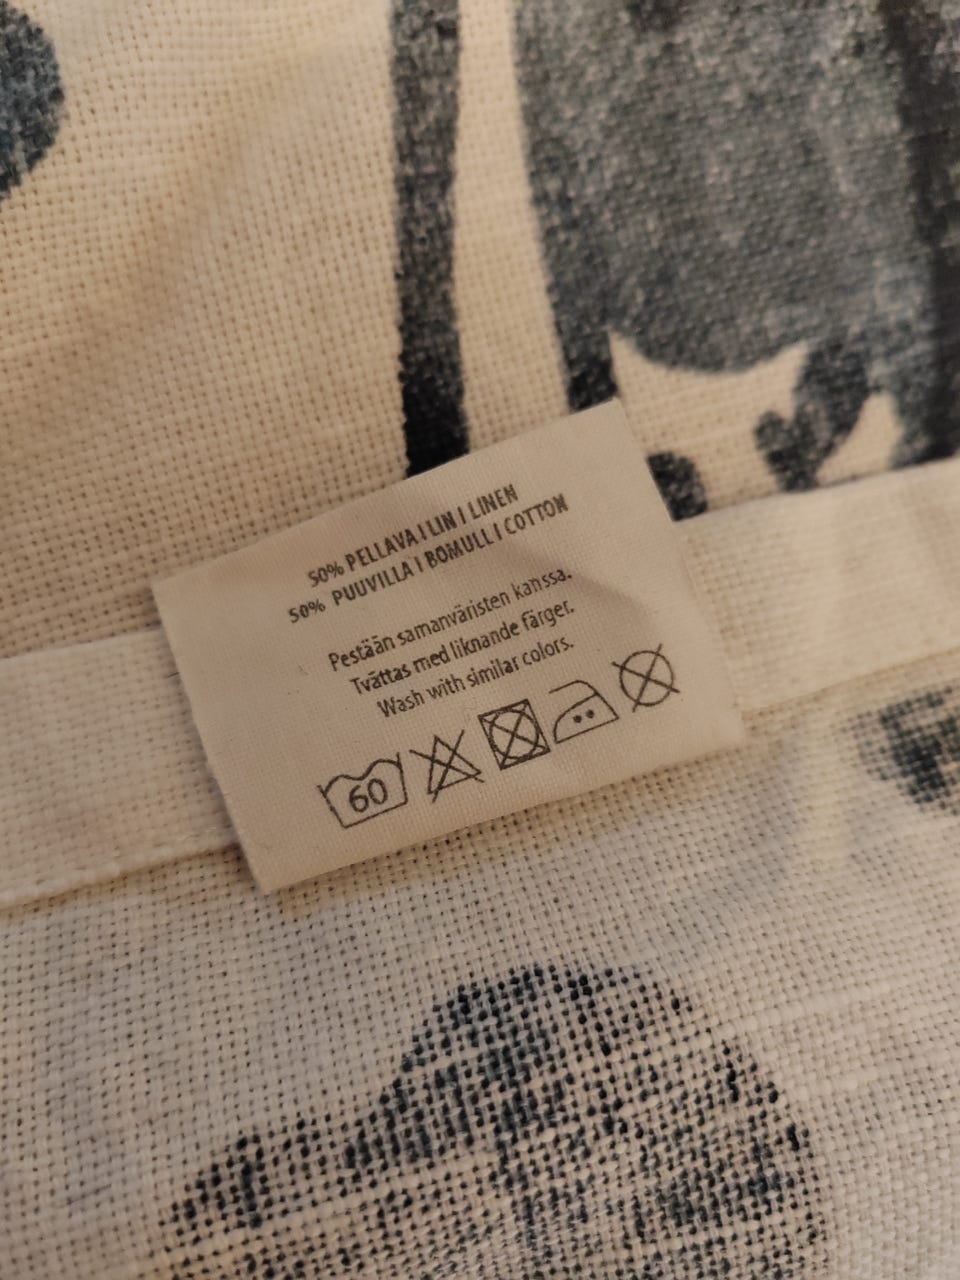 50% PELLAVA | LIN | LINEN
50% PUUVILLA | BOMULL | COTTON
Pestään samanväristen kanssa.
Tvättas med liknande färger.
Wash with similar colors.
60